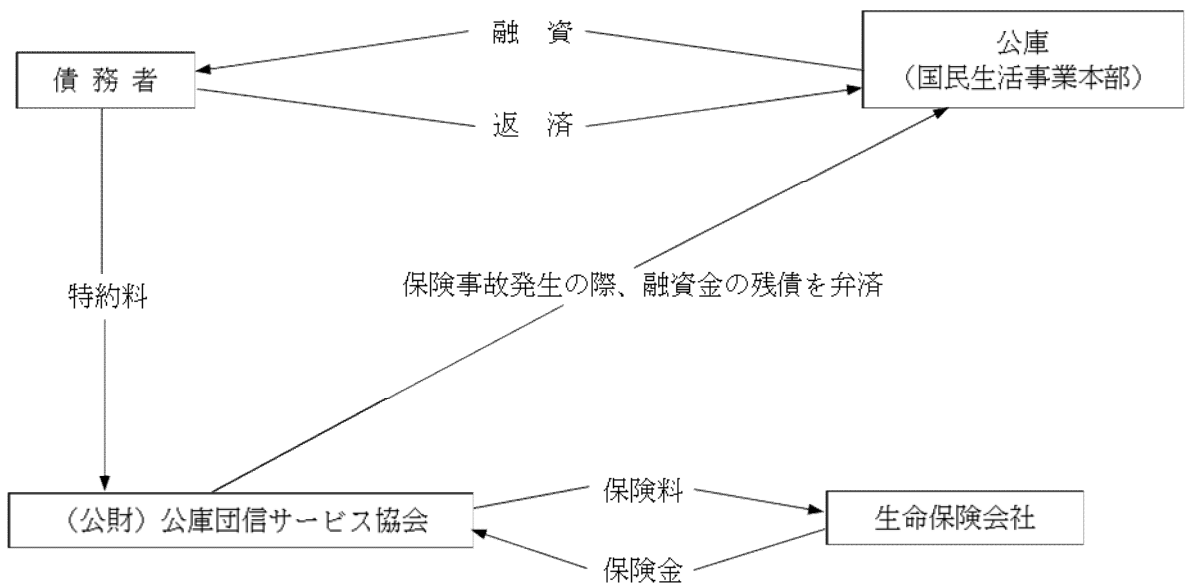 融　資
公庫
（国民生活事業本部）
債 務 者
返　済
保険事故発生の際、融資金の残債を弁済
特約料
保険料
（公財）公庫団信サービス協会
生命保険会社
保険金